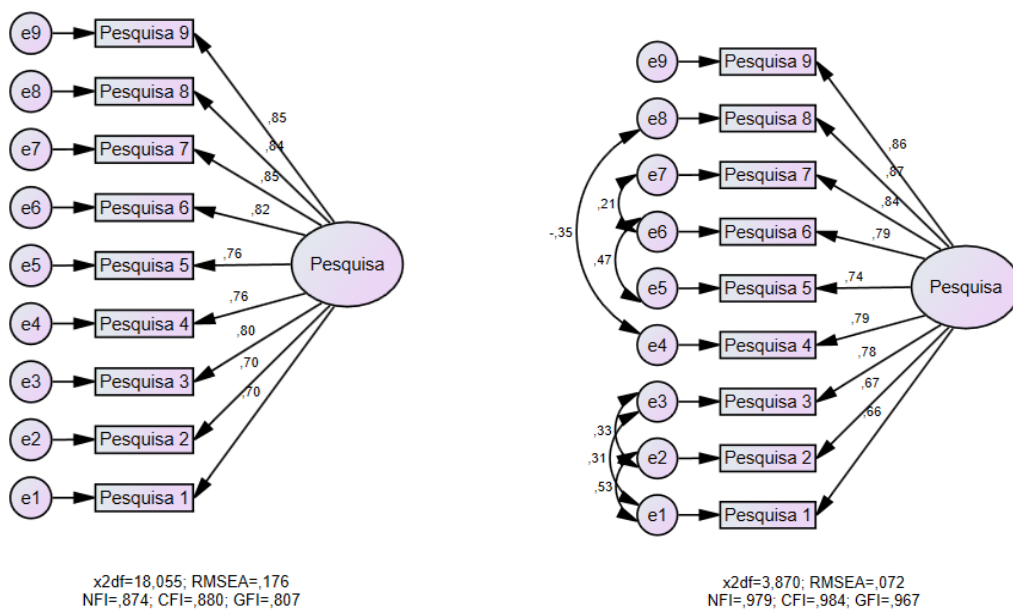 e9 Pesquisa 9
,85
e8 Pesquisa 8
,84
e7 Pesquisa 7
,85
e6 Pesquisa 6
,82
e5 Pesquisa 5
,76
Pesquisa
e4 Pesquisa 4
,76
e3 Pesquisa 3
,80
e2 Pesquisa 2
,70
e1 Pesquisa 1
,70
x2df=18,055; RMSEA=,176
NFI=,874; CFI=,880; GFI=,807
e9 Pesquisa 9
,86
e8 Pesquisa 8
,87
e7 Pesquisa 7
,84
,21
e6 Pesquisa 6
,79
-,35
,47
e5 Pesquisa 5
,74
Pesquisa
e4 Pesquisa 4
,79
e3 Pesquisa 3
,78
,33
e2 Pesquisa 2
,67
,31
,53
e1 Pesquisa 1
,66
x2df=3,870; RMSEA=,072
NFI=,979; CFI=,984; GFI=,967